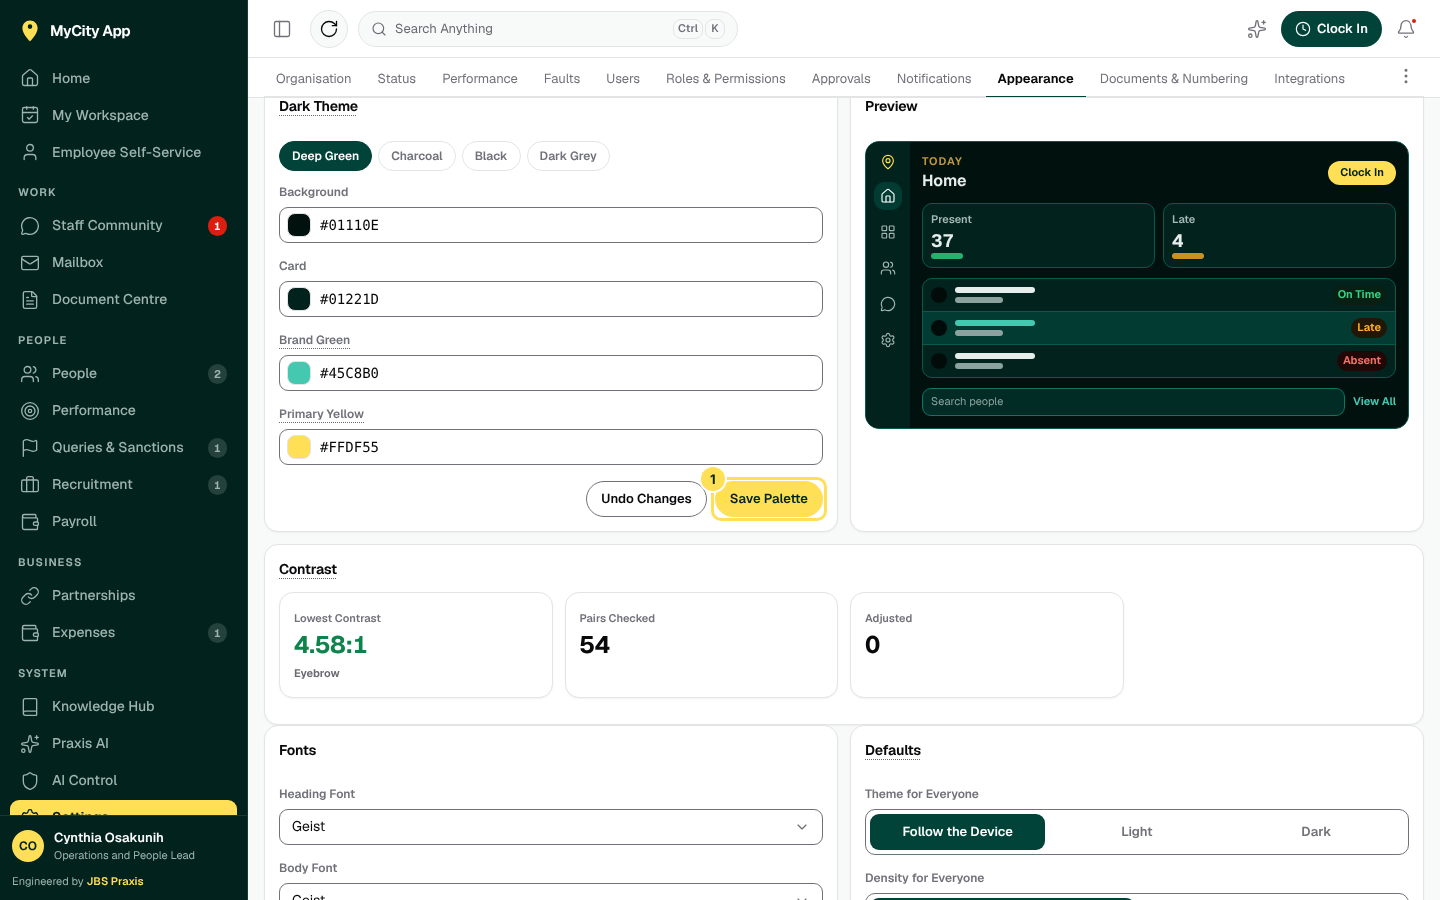 MyCity App
Home
My Workspace
Employee Self-Service
WORK
Staff Community 1
Mailbox
Document Centre
PEOPLE
People 2
Performance
Queries & Sanctions 1
Recruitment 1
Payroll
BUSINESS
Partnerships
Expenses 1
SYSTEM
Knowledge Hub
Praxis AI
AI Control
CO Cynthia Osakunih
Operations and People Lead
Engineered by JBS Praxis
Search Anything Ctrl K
Clock In
Organisation Status Performance Faults Users Roles & Permissions Approvals Notifications Appearance Documents & Numbering Integrations
Dark Theme
Deep Green Charcoal Black Dark Grey
Background
#01110E
Card
#01221D
Brand Green
#45C8B0
Primary Yellow
#FFDF55
Undo Changes 1 Save Palette
Preview
TODAY
Home
Clock In
Present
37
Late
4
On Time
Late
Absent
Search people View All
Contrast
Lowest Contrast
4.58:1
Eyebrow
Pairs Checked
54
Adjusted
0
Fonts
Heading Font
Geist
Body Font
Defaults
Theme for Everyone
Follow the Device Light Dark
Density for Everyone